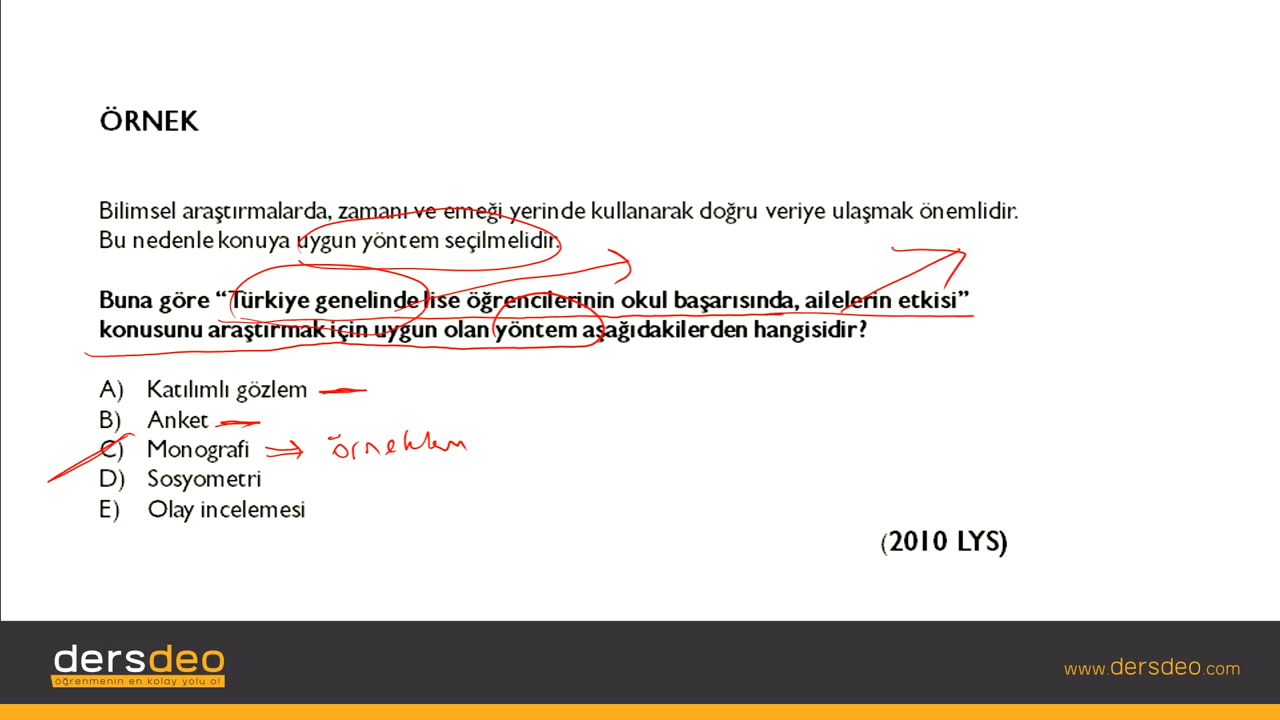 ÖRNEK
Bilimsel araştırmalarda, zamanı ve emeği yerinde kullanarak doğru veriye ulaşmak önemlidir.
Bu nedenle konuya uygun yöntem seçilmelidir.
Buna göre “Türkiye genelinde lise öğrencilerinin okul başarısında, ailelerin etkisi”
konusunu araştırmak için uygun olan yöntem aşağıdakilerden hangisidir?
A) Katılımlı gözlem
B) Anket
C) Monografi ⇒ örneklem
D) Sosyometri
E) Olay incelemesi
(2010 LYS)
dersdeo
öğrenmenin en kolay yolu o!
www.dersdeo.com